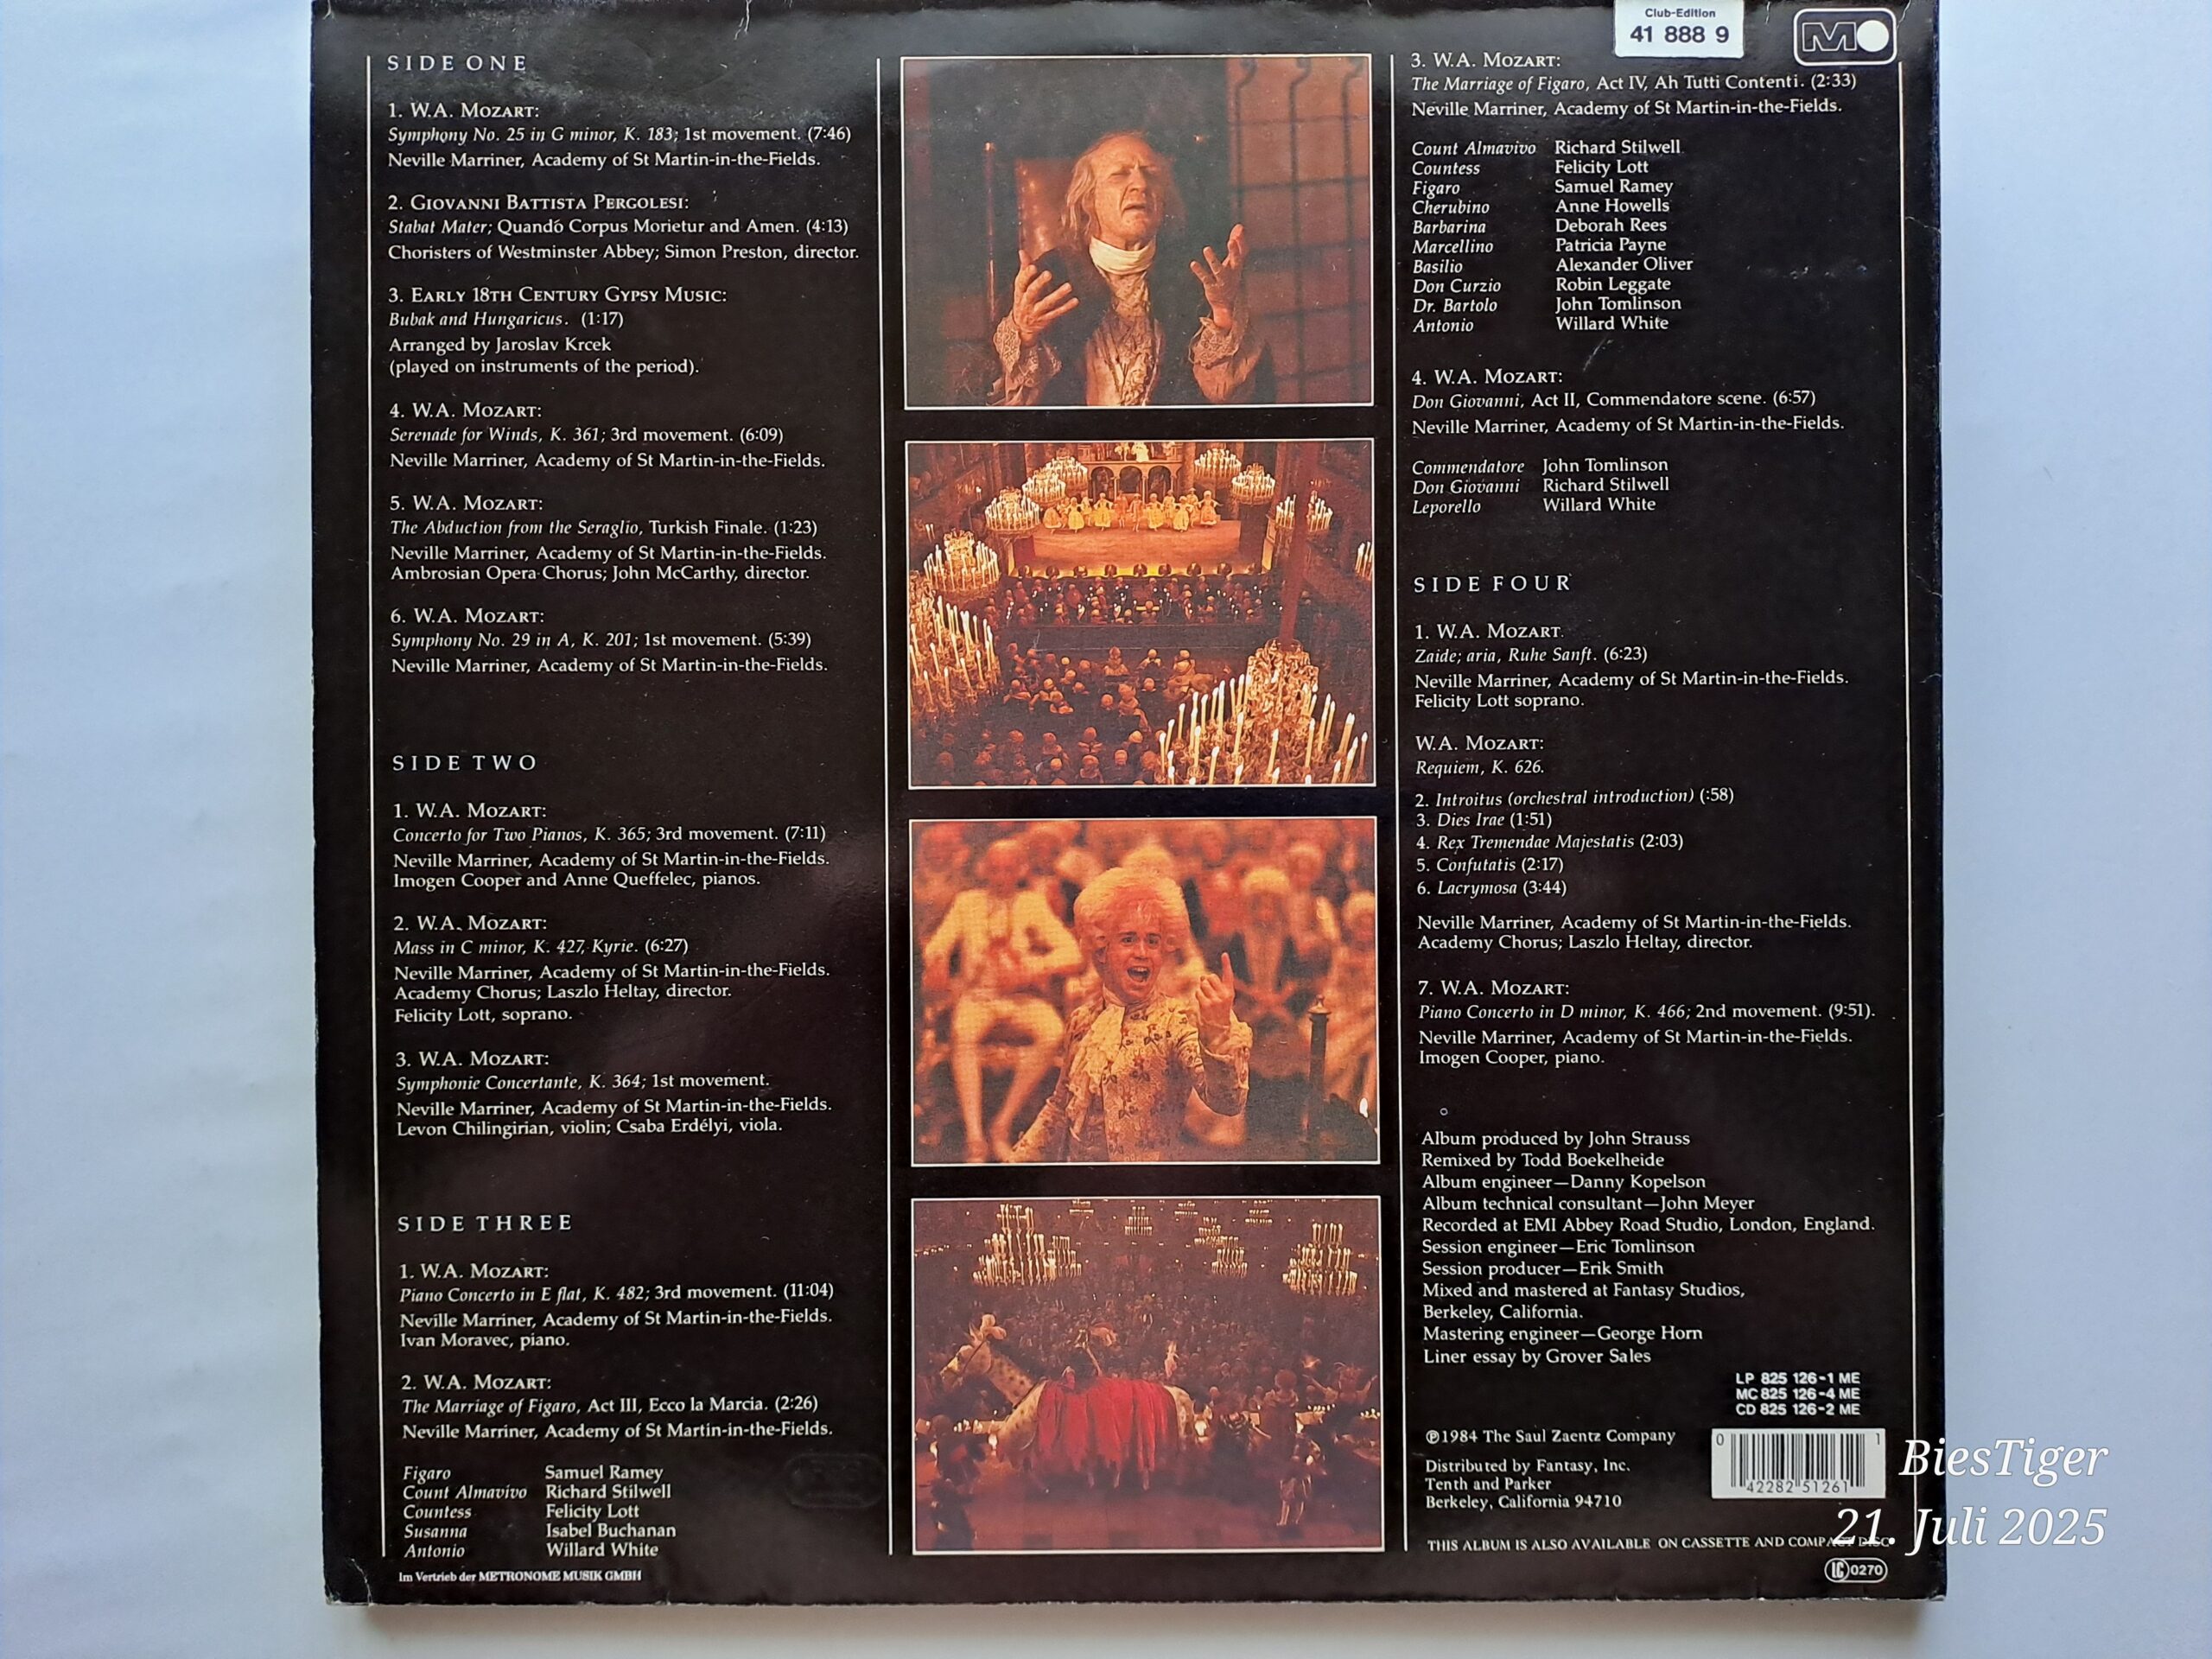 SIDE ONE
1. W.A. MOZART:
Symphony No. 25 in G minor, K. 183; 1st movement. (7:46)
Neville Marriner, Academy of St Martin-in-the-Fields.
2. GIOVANNI BATTISTA PERGOLESI:
Stabat Mater; Quandó Corpus Morietur and Amen. (4:13)
Choristers of Westminster Abbey; Simon Preston, director.
3. EARLY 18TH CENTURY GYPSY MUSIC:
Bubak and Hungaricus. (1:17)
Arranged by Jaroslav Krcek
(played on instruments of the period).
4. W.A. MOZART:
Serenade for Winds, K. 361; 3rd movement. (6:09)
Neville Marriner, Academy of St Martin-in-the-Fields.
5. W.A. MOZART:
The Abduction from the Seraglio, Turkish Finale. (1:23)
Neville Marriner, Academy of St Martin-in-the-Fields.
Ambrosian Opera Chorus; John McCarthy, director.
6. W.A. MOZART:
Symphony No. 29 in A, K. 201; 1st movement. (5:39)
Neville Marriner, Academy of St Martin-in-the-Fields.
SIDE TWO
1. W.A. MOZART:
Concerto for Two Pianos, K. 365; 3rd movement. (7:11)
Neville Marriner, Academy of St Martin-in-the-Fields.
Imogen Cooper and Anne Queffelec, pianos.
2. W.A. MOZART:
Mass in C minor, K. 427, Kyrie. (6:27)
Neville Marriner, Academy of St Martin-in-the-Fields.
Academy Chorus; Laszlo Heltay, director.
Felicity Lott, soprano.
3. W.A. MOZART:
Symphonie Concertante, K. 364; 1st movement.
Neville Marriner, Academy of St Martin-in-the-Fields.
Levon Chilingirian, violin; Csaba Erdélyi, viola.
SIDE THREE
1. W.A. MOZART:
Piano Concerto in E flat, K. 482; 3rd movement. (11:04)
Neville Marriner, Academy of St Martin-in-the-Fields.
Ivan Moravec, piano.
2. W.A. MOZART:
The Marriage of Figaro, Act III, Ecco la Marcia. (2:26)
Neville Marriner, Academy of St Martin-in-the-Fields.
Figaro Samuel Ramey
Count Almavivo Richard Stilwell
Countess Felicity Lott
Susanna Isabel Buchanan
Antonio Willard White
Im Vertrieb der METRONOME MUSIK GMBH
Club-Edition
41 888 9
3. W.A. MOZART:
The Marriage of Figaro, Act IV, Ah Tutti Contenti. (2:33)
Neville Marriner, Academy of St Martin-in-the-Fields.
Count Almavivo Richard Stilwell
Countess Felicity Lott
Figaro Samuel Ramey
Cherubino Anne Howells
Barbarina Deborah Rees
Marcellino Patricia Payne
Basilio Alexander Oliver
Don Curzio Robin Leggate
Dr. Bartolo John Tomlinson
Antonio Willard White
4. W.A. MOZART:
Don Giovanni, Act II, Commendatore scene. (6:57)
Neville Marriner, Academy of St Martin-in-the-Fields.
Commendatore John Tomlinson
Don Giovanni Richard Stilwell
Leporello Willard White
SIDE FOUR
1. W.A. MOZART.
Zaide; aria, Ruhe Sanft. (6:23)
Neville Marriner, Academy of St Martin-in-the-Fields.
Felicity Lott soprano.
W.A. MOZART:
Requiem, K. 626.
2. Introitus (orchestral introduction) (:58)
3. Dies Irae (1:51)
4. Rex Tremendae Majestatis (2:03)
5. Confutatis (2:17)
6. Lacrymosa (3:44)
Neville Marriner, Academy of St Martin-in-the-Fields.
Academy Chorus; Laszlo Heltay, director.
7. W.A. MOZART:
Piano Concerto in D minor, K. 466; 2nd movement. (9:51).
Neville Marriner, Academy of St Martin-in-the-Fields.
Imogen Cooper, piano.
Album produced by John Strauss
Remixed by Todd Boekelheide
Album engineer—Danny Kopelson
Album technical consultant—John Meyer
Recorded at EMI Abbey Road Studio, London, England.
Session engineer—Eric Tomlinson
Session producer—Erik Smith
Mixed and mastered at Fantasy Studios,
Berkeley, California.
Mastering engineer—George Horn
Liner essay by Grover Sales
LP 825 126-1 ME
MC 825 126-4 ME
CD 825 126-2 ME
℗1984 The Saul Zaentz Company
Distributed by Fantasy, Inc.
Tenth and Parker
Berkeley, California 94710
0 42282 51261 1
THIS ALBUM IS ALSO AVAILABLE ON CASSETTE AND COMPACT DISC
LC 0270
BiesTiger
21. Juli 2025